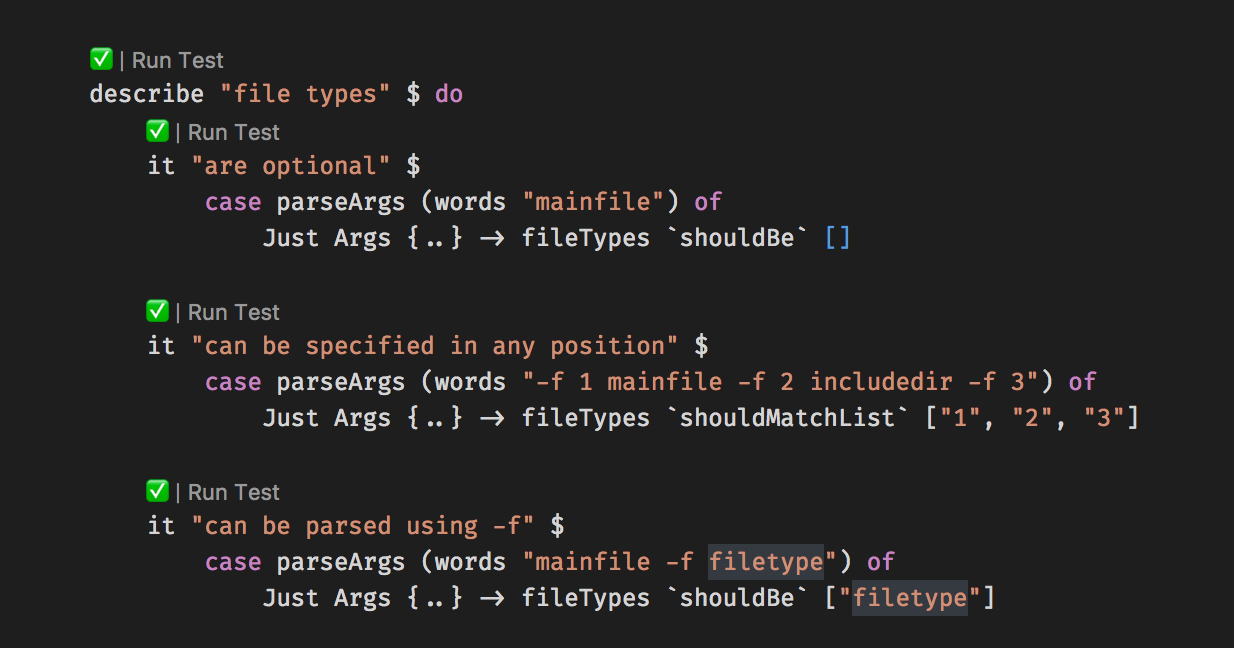 ✅ | Run Test
describe "file types" $ do
✅ | Run Test
it "are optional" $
case parseArgs (words "mainfile") of
Just Args {..} -> fileTypes `shouldBe` []
✅ | Run Test
it "can be specified in any position" $
case parseArgs (words "-f 1 mainfile -f 2 includedir -f 3") of
Just Args {..} -> fileTypes `shouldMatchList` ["1", "2", "3"]
✅ | Run Test
it "can be parsed using -f" $
case parseArgs (words "mainfile -f filetype") of
Just Args {..} -> fileTypes `shouldBe` ["filetype"]